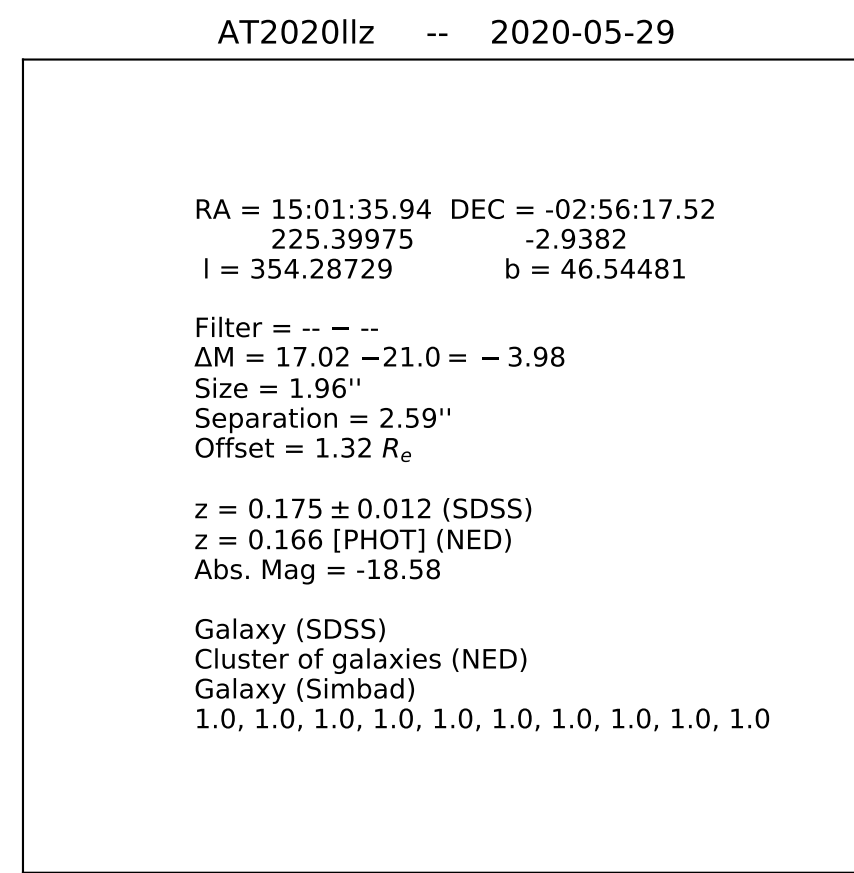 AT2020llz -- 2020-05-29
RA = 15:01:35.94 DEC = -02:56:17.52
225.39975 -2.9382
l = 354.28729 b = 46.54481
Filter = -- − --
ΔM = 17.02 −21.0 = − 3.98
Size = 1.96''
Separation = 2.59''
Offset = 1.32 Re
z = 0.175 ± 0.012 (SDSS)
z = 0.166 [PHOT] (NED)
Abs. Mag = -18.58
Galaxy (SDSS)
Cluster of galaxies (NED)
Galaxy (Simbad)
1.0, 1.0, 1.0, 1.0, 1.0, 1.0, 1.0, 1.0, 1.0, 1.0